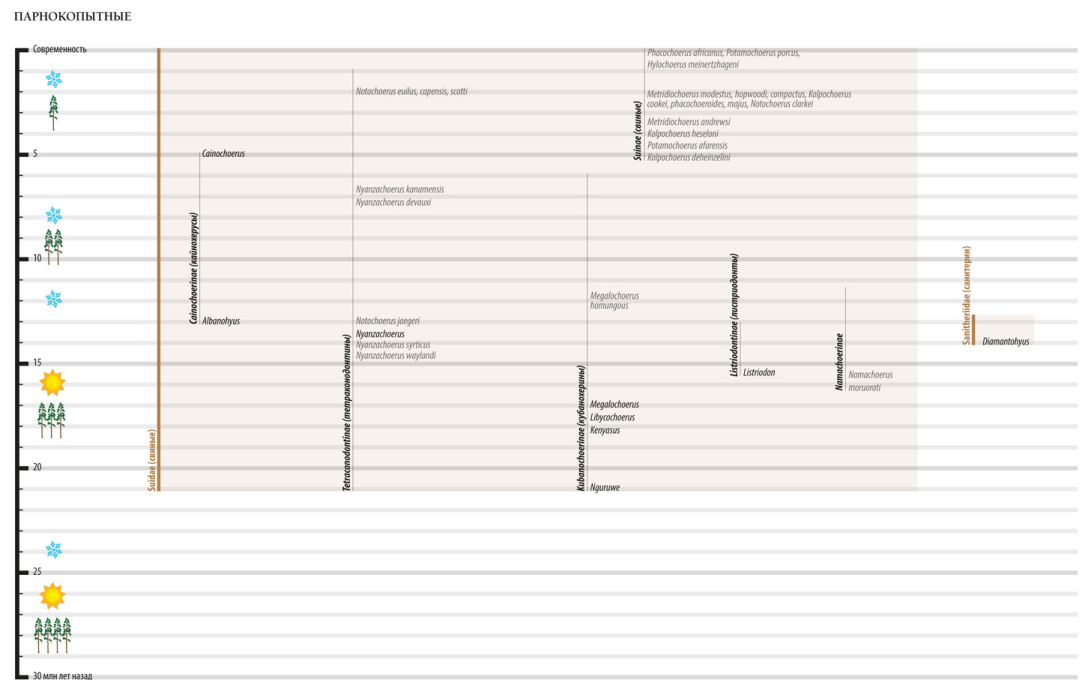 ПАРНОКОПЫТНЫЕ
Современность
5
10
15
20
25
30 млн лет назад
Suidae (свиные)
Cainochoerinae (кайнохерусы)
Cainochoerus
Albanohyus
Tetraconodontinae (тетраконодонтины)
Notochoerus euilus, capensis, scotti
Nyanzachoerus kanamensis
Nyanzachoerus devauxi
Notochoerus jaegeri
Nyanzachoerus
Nyanzachoerus syrticus
Nyanzachoerus waylandi
Kubanochoerinae (кубанохерины)
Megalochoerus
homungous
Megalochoerus
Libycochoerus
Kenyasus
Nguruwe
Suinae (свиные)
Phacochoerus africanus, Potamochoerus porcus,
Hylochoerus meinertzhageni
Metridiochoerus modestus, hopwoodi, compactus, Kolpochoerus
cookei, phacochoeroides, majus, Notochoerus clarkei
Metridiochoerus andrewsi
Kolpochoerus heseloni
Potamochoerus afarensis
Kolpochoerus deheinzelini
Listriodontinae (листриодонты)
Listriodon
Namachoerinae
Namachoerus
moruoroti
Sanitheriidae (санитерии)
Diamantohyus